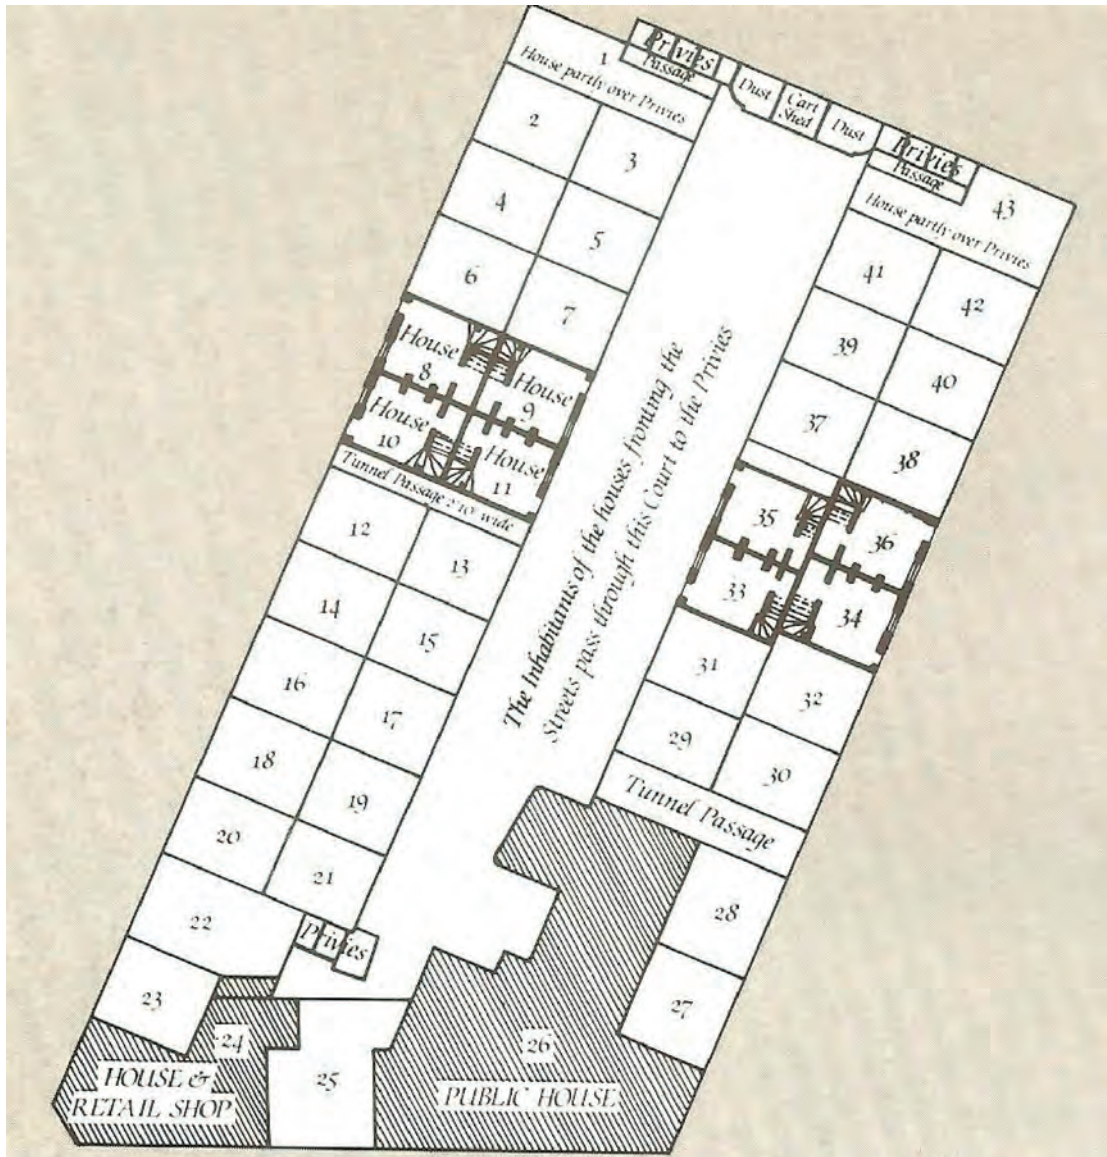 Privies
1
Passage
House partly over Privies
Dust
Cart
Shed
Dust
Privies
Passage
43
House partly over Privies
2
3
4
5
6
7
41
42
39
40
37
38
House
8
House
9
House
10
House
11
Tunnel Passage 2'10" wide
The Inhabitants of the houses fronting the
Streets pass through this Court to the Privies
35
36
33
34
12
13
14
15
16
17
18
19
20
21
31
32
29
30
Tunnel Passage
22
Privies
23
28
27
24
HOUSE &
RETAIL SHOP
25
26
PUBLIC HOUSE